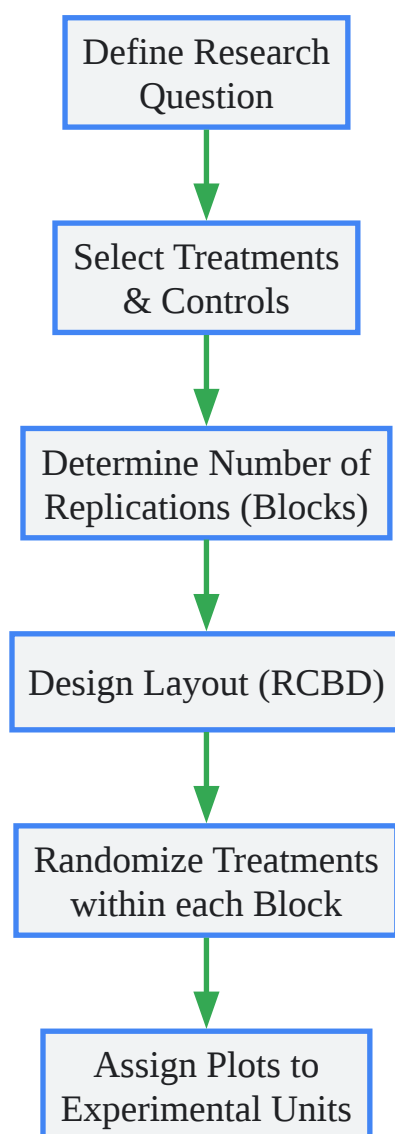 Define Research
Question
Select Treatments
& Controls
Determine Number of
Replications (Blocks)
Design Layout (RCBD)
Randomize Treatments
within each Block
Assign Plots to
Experimental Units